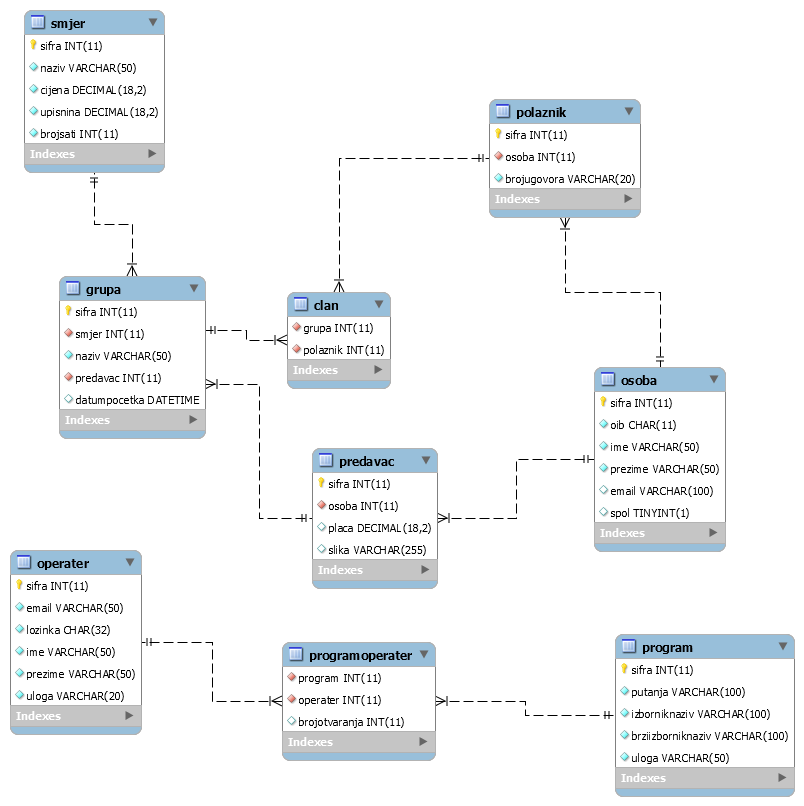 smjer
sifra INT(11)
naziv VARCHAR(50)
cijena DECIMAL(18,2)
upisnina DECIMAL(18,2)
brojsati INT(11)
Indexes
polaznik
sifra INT(11)
osoba INT(11)
brojugovora VARCHAR(20)
Indexes
grupa
sifra INT(11)
smjer INT(11)
naziv VARCHAR(50)
predavac INT(11)
datumpocetka DATETIME
Indexes
clan
grupa INT(11)
polaznik INT(11)
Indexes
osoba
sifra INT(11)
oib CHAR(11)
ime VARCHAR(50)
prezime VARCHAR(50)
email VARCHAR(100)
spol TINYINT(1)
Indexes
predavac
sifra INT(11)
osoba INT(11)
placa DECIMAL(18,2)
slika VARCHAR(255)
Indexes
operater
sifra INT(11)
email VARCHAR(50)
lozinka CHAR(32)
ime VARCHAR(50)
prezime VARCHAR(50)
uloga VARCHAR(20)
Indexes
programoperater
program INT(11)
operater INT(11)
brojotvaranja INT(11)
Indexes
program
sifra INT(11)
putanja VARCHAR(100)
izborniknaziv VARCHAR(100)
brziizborniknaziv VARCHAR(100)
uloga VARCHAR(50)
Indexes